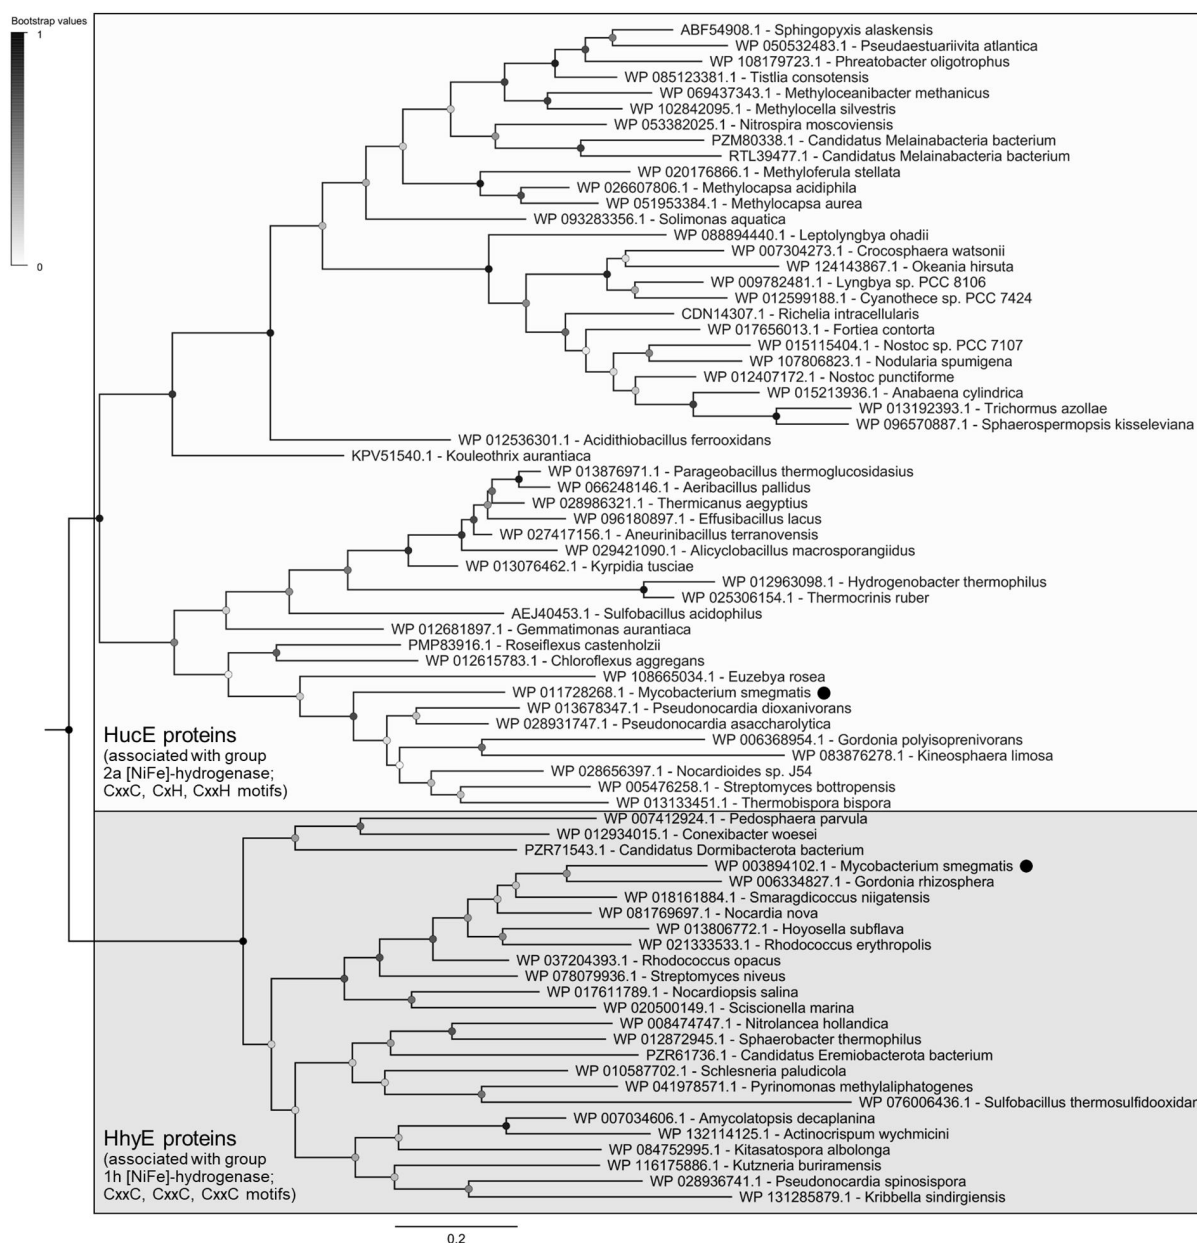 Bootstrap values
1
0
ABF54908.1 - Sphingopyxis alaskensis
WP 050532483.1 - Pseudaestuariivita atlantica
WP 108179723.1 - Phreatobacter oligotrophus
WP 085123381.1 - Tistlia consotensis
WP 069437343.1 - Methyloceanibacter methanicus
WP 102842095.1 - Methylocella silvestris
WP 053382025.1 - Nitrospira moscoviensis
PZM80338.1 - Candidatus Melainabacteria bacterium
RTL39477.1 - Candidatus Melainabacteria bacterium
WP 020176866.1 - Methyloferula stellata
WP 026607806.1 - Methylocapsa acidiphila
WP 051953384.1 - Methylocapsa aurea
WP 093283356.1 - Solimonas aquatica
WP 088894440.1 - Leptolyngbya ohadii
WP 007304273.1 - Crocosphaera watsonii
WP 124143867.1 - Okeania hirsuta
WP 009782481.1 - Lyngbya sp. PCC 8106
WP 012599188.1 - Cyanothece sp. PCC 7424
CDN14307.1 - Richelia intracellularis
WP 017656013.1 - Fortiea contorta
WP 015115404.1 - Nostoc sp. PCC 7107
WP 107806823.1 - Nodularia spumigena
WP 012407172.1 - Nostoc punctiforme
WP 015213936.1 - Anabaena cylindrica
WP 013192393.1 - Trichormus azollae
WP 096570887.1 - Sphaerospermopsis kisseleviana
WP 012536301.1 - Acidithiobacillus ferrooxidans
KPV51540.1 - Kouleothrix aurantiaca
WP 013876971.1 - Parageobacillus thermoglucosidasius
WP 066248146.1 - Aeribacillus pallidus
WP 028986321.1 - Thermicanus aegyptius
WP 096180897.1 - Effusibacillus lacus
WP 027417156.1 - Aneurinibacillus terranovensis
WP 029421090.1 - Alicyclobacillus macrosporangiidus
WP 013076462.1 - Kyrpidia tusciae
WP 012963098.1 - Hydrogenobacter thermophilus
WP 025306154.1 - Thermocrinis ruber
AEJ40453.1 - Sulfobacillus acidophilus
WP 012681897.1 - Gemmatimonas aurantiaca
PMP83916.1 - Roseiflexus castenholzii
WP 012615783.1 - Chloroflexus aggregans
WP 108665034.1 - Euzebya rosea
WP 011728268.1 - Mycobacterium smegmatis
WP 013678347.1 - Pseudonocardia dioxanivorans
WP 028931747.1 - Pseudonocardia asaccharolytica
WP 006368954.1 - Gordonia polyisoprenivorans
WP 083876278.1 - Kineosphaera limosa
WP 028656397.1 - Nocardioides sp. J54
WP 005476258.1 - Streptomyces bottropensis
WP 013133451.1 - Thermobispora bispora
HucE proteins
(associated with group
2a [NiFe]-hydrogenase;
CxxC, CxH, CxxH motifs)
WP 007412924.1 - Pedosphaera parvula
WP 012934015.1 - Conexibacter woesei
PZR71543.1 - Candidatus Dormibacterota bacterium
WP 003894102.1 - Mycobacterium smegmatis
WP 006334827.1 - Gordonia rhizosphera
WP 018161884.1 - Smaragdicoccus niigatensis
WP 081769697.1 - Nocardia nova
WP 013806772.1 - Hoyosella subflava
WP 021333533.1 - Rhodococcus erythropolis
WP 037204393.1 - Rhodococcus opacus
WP 078079936.1 - Streptomyces niveus
WP 017611789.1 - Nocardiopsis salina
WP 020500149.1 - Sciscionella marina
WP 008474747.1 - Nitrolancea hollandica
WP 012872945.1 - Sphaerobacter thermophilus
PZR61736.1 - Candidatus Eremiobacterota bacterium
WP 010587702.1 - Schlesneria paludicola
WP 041978571.1 - Pyrinomonas methylaliphatogenes
WP 076006436.1 - Sulfobacillus thermosulfidooxidan
WP 007034606.1 - Amycolatopsis decaplanina
WP 132114125.1 - Actinocrispum wychmicini
WP 084752995.1 - Kitasatospora albolonga
WP 116175886.1 - Kutzneria buriramensis
WP 028936741.1 - Pseudonocardia spinosispora
WP 131285879.1 - Kribbella sindirgiensis
HhyE proteins
(associated with group
1h [NiFe]-hydrogenase;
CxxC, CxxC, CxxC motifs)
0.2